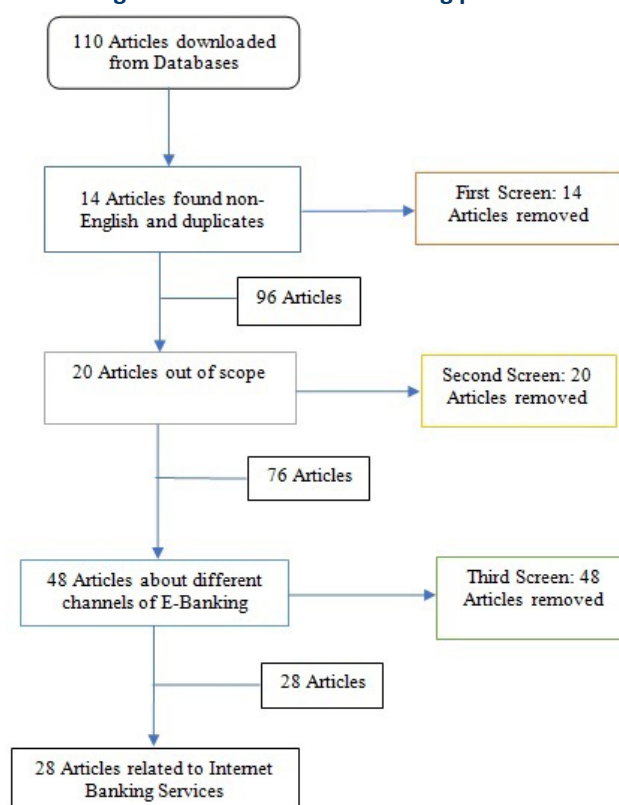 110 Articles downloaded
from Databases
14 Articles found non-
English and duplicates
First Screen: 14
Articles removed
96 Articles
20 Articles out of scope
Second Screen: 20
Articles removed
76 Articles
48 Articles about different
channels of E-Banking
Third Screen: 48
Articles removed
28 Articles
28 Articles related to Internet
Banking Services